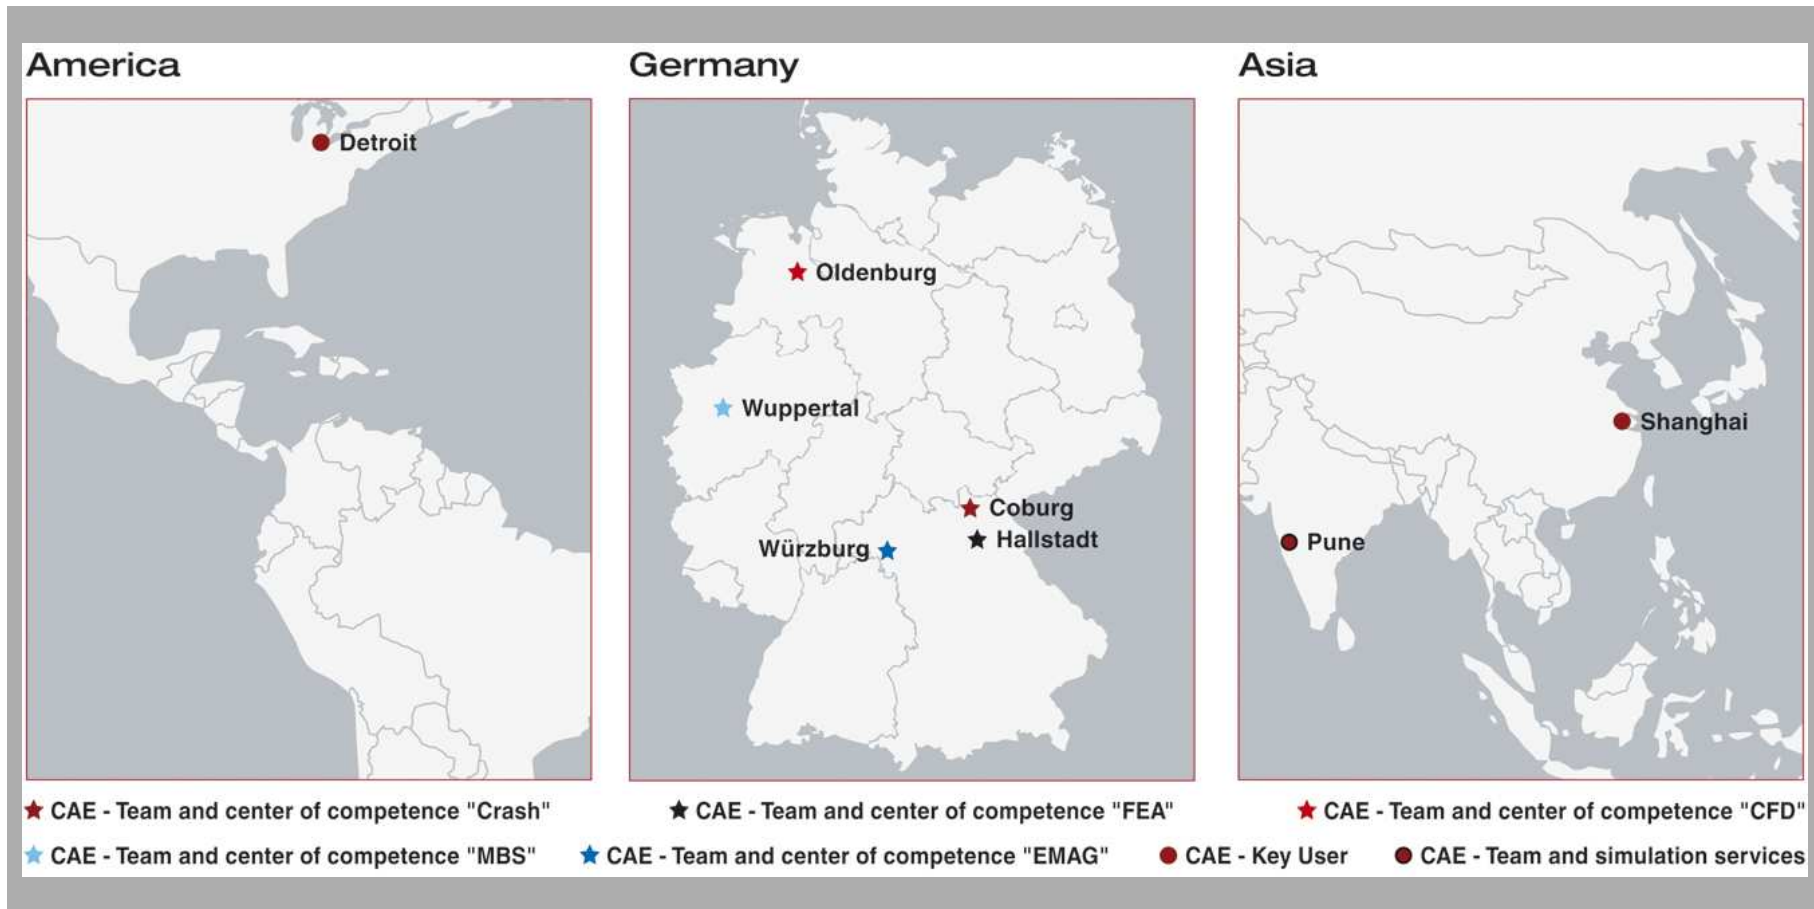 America
Germany
Asia
Detroit
Oldenburg
Wuppertal
Coburg
Hallstadt
Würzburg
Shanghai
Pune
CAE - Team and center of competence "Crash"
CAE - Team and center of competence "FEA"
CAE - Team and center of competence "CFD"
CAE - Team and center of competence "MBS"
CAE - Team and center of competence "EMAG"
CAE - Key User
CAE - Team and simulation services